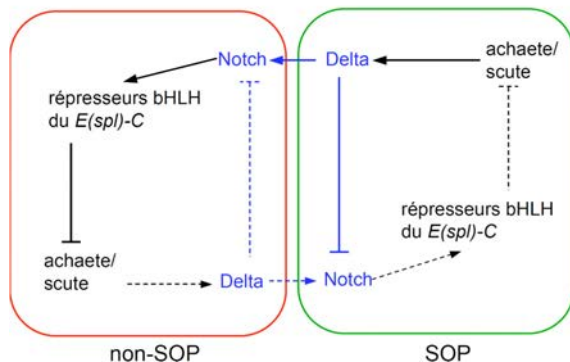 Notch
Delta
achaete/
scute
répresseurs bHLH
du E(spl)-C
répresseurs bHLH
du E(spl)-C
achaete/
scute
Delta
Notch
non-SOP
SOP